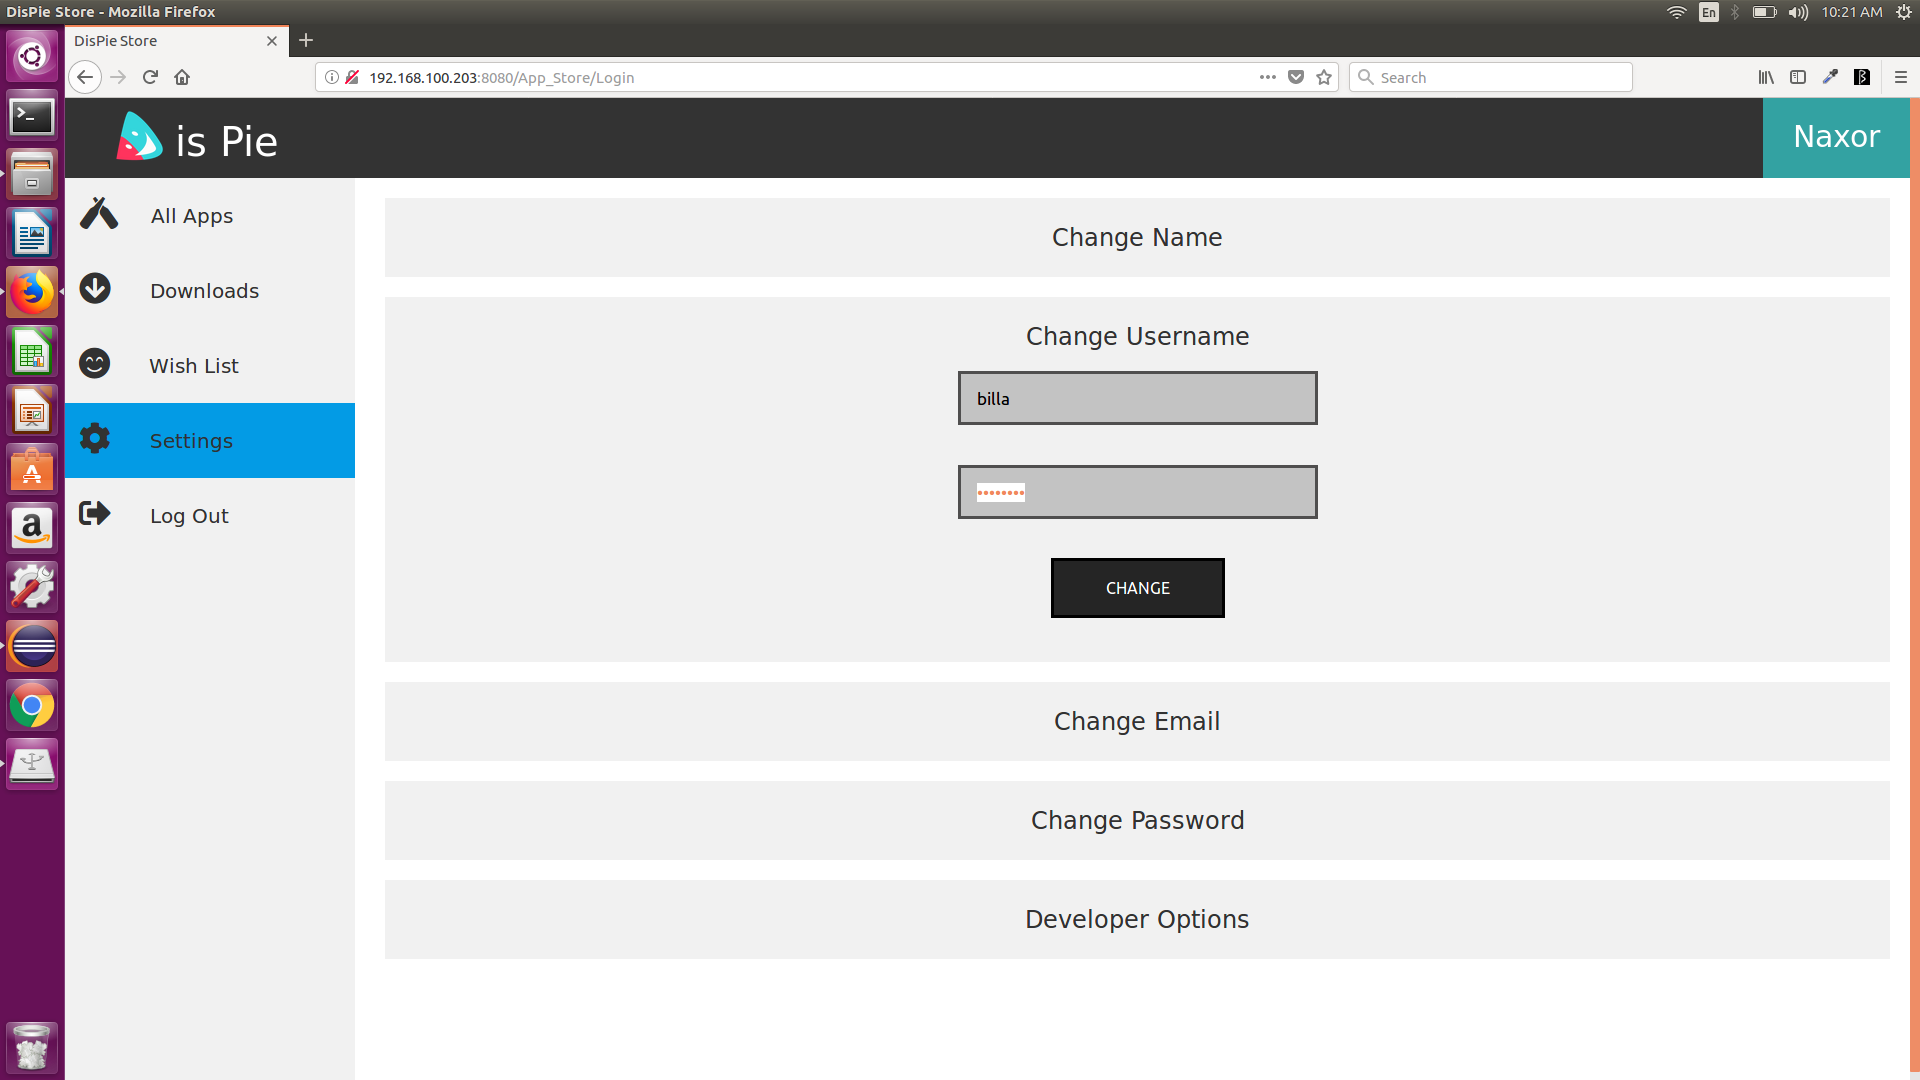 DisPie Store - Mozilla Firefox
En
10:21 AM
DisPie Store
192.168.100.203:8080/App_Store/Login
Search
is Pie
Naxor
All Apps
Downloads
Wish List
Settings
Log Out
Change Name
Change Username
billa
••••••••
CHANGE
Change Email
Change Password
Developer Options